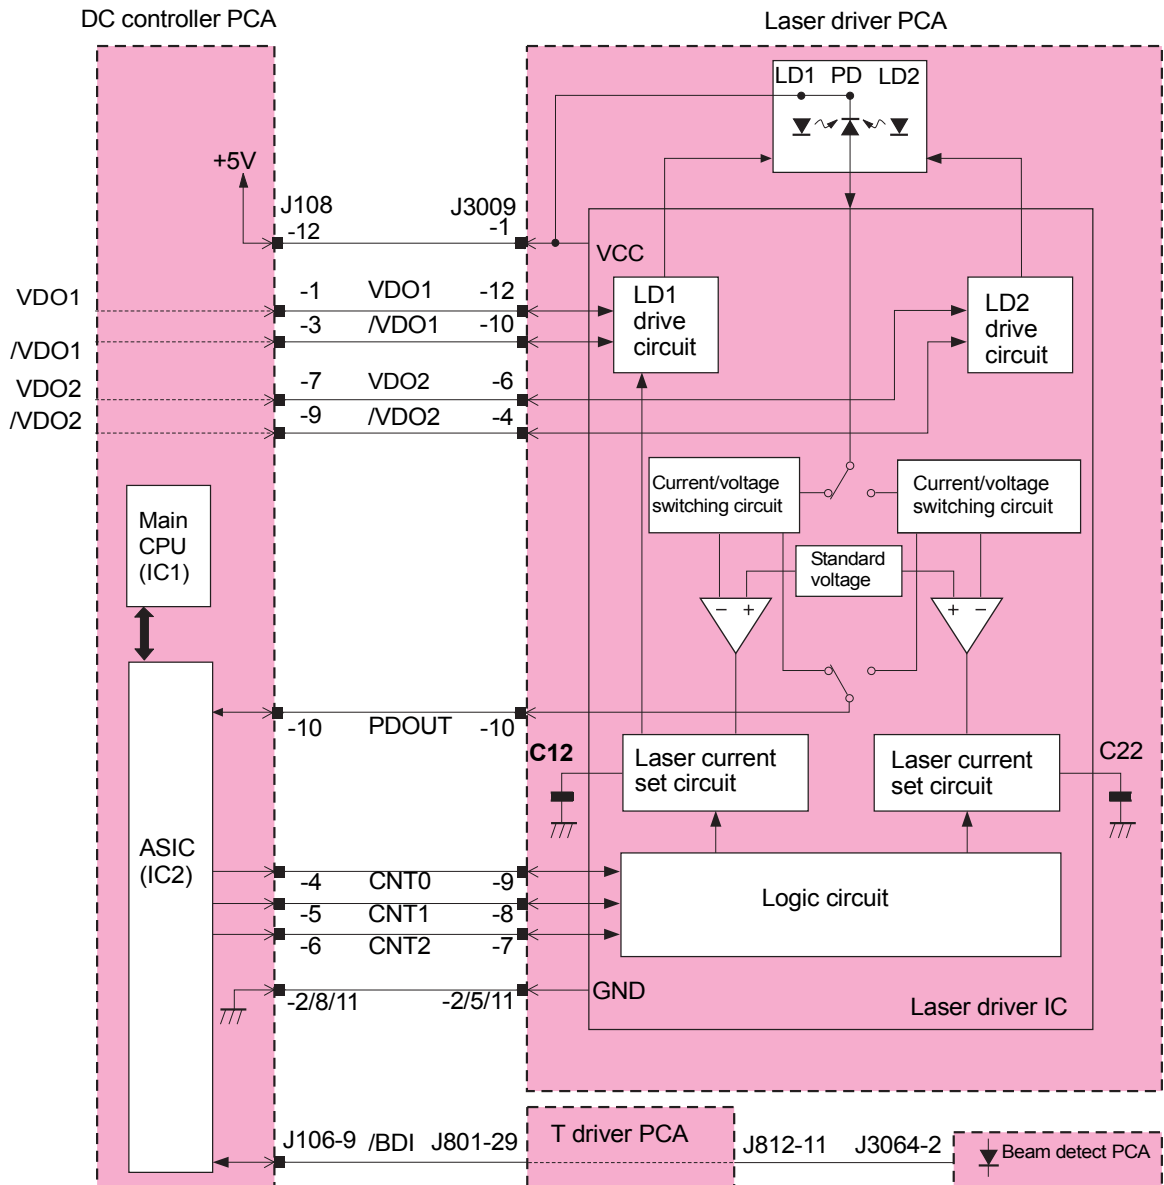 DC controller PCA
Laser driver PCA
LD1 PD LD2
+5V
J108
J3009
-12
-1
VCC
VDO1
-1 VDO1 -12
-3 /VDO1 -10
/VDO1
LD1
drive
circuit
LD2
drive
circuit
VDO2
-7 VDO2 -6
/VDO2
-9 /VDO2 -4
Current/voltage
switching circuit
Current/voltage
switching circuit
Main
CPU
(IC1)
Standard
voltage
− +
+ −
-10 PDOUT -10
C12
Laser current
set circuit
Laser current
set circuit
C22
ASIC
(IC2)
-4 CNT0 -9
-5 CNT1 -8
-6 CNT2 -7
Logic circuit
-2/8/11
-2/5/11
GND
Laser driver IC
J106-9 /BDI J801-29
T driver PCA
J812-11 J3064-2
Beam detect PCA